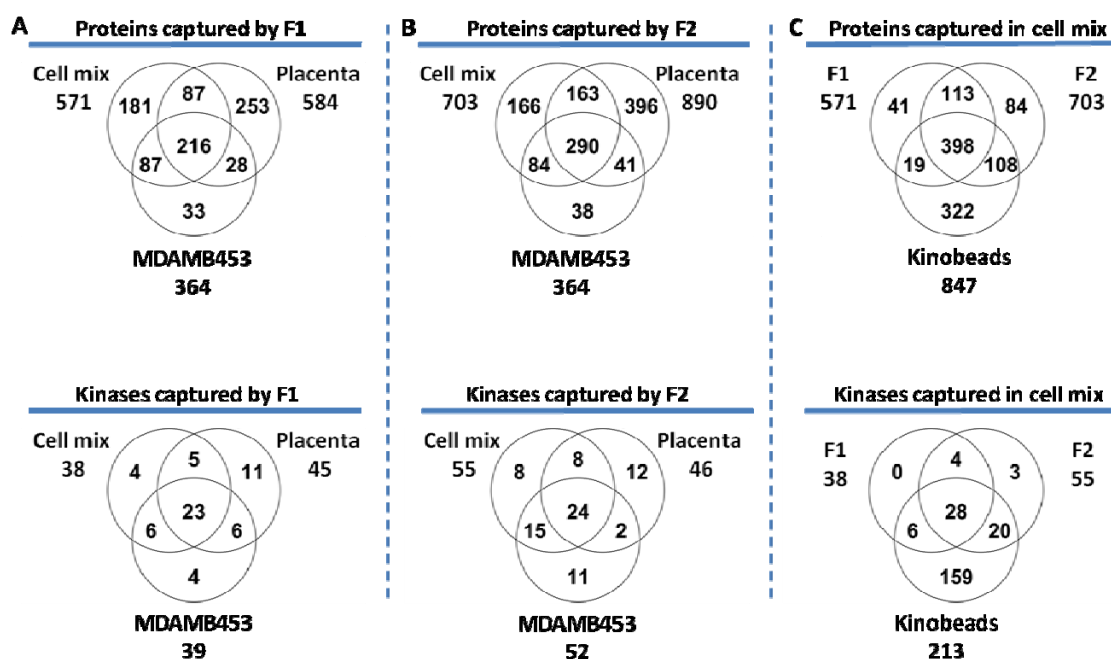 A
Proteins captured by F1
Cell mix
571
Placenta
584
181
87
253
216
87
28
33
MDAMB453
364
B
Proteins captured by F2
Cell mix
703
Placenta
890
166
163
396
290
84
41
38
MDAMB453
364
C
Proteins captured in cell mix
F1
571
F2
703
41
113
84
398
19
108
322
Kinobeads
847
Kinases captured by F1
Cell mix
38
Placenta
45
4
5
11
23
6
6
4
MDAMB453
39
Kinases captured by F2
Cell mix
55
Placenta
46
8
8
12
24
15
2
11
MDAMB453
52
Kinases captured in cell mix
F1
38
F2
55
0
4
3
28
6
20
159
Kinobeads
213